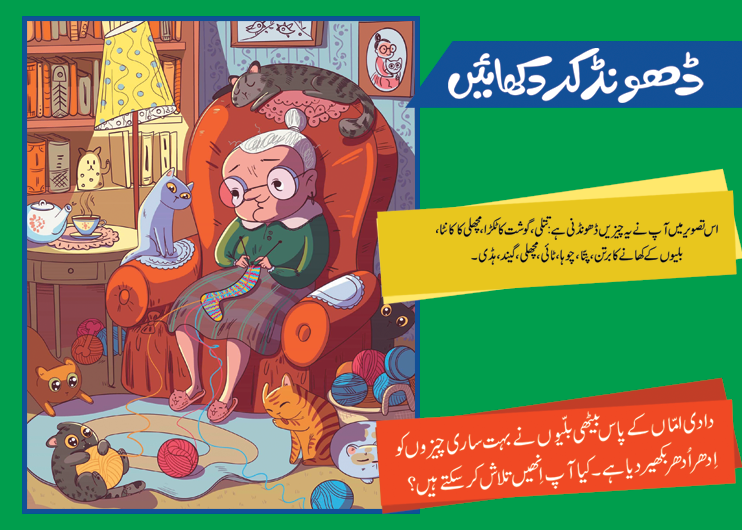 ڈھونڈ کر دکھائیں
اس تصویر میں آپ نے یہ چیزیں ڈھونڈنی ہے: تتلی، گوشت کا ٹکڑا، مچھلی کا کانٹا،
بلیوں کے کھانے کا برتن، پتا، چوہا، ٹائی، مچھلی، گیند، ہڈی۔
دادی امّاں کے پاس بیٹھی بلّیوں نے بہت ساری چیزوں کو
اِدھر اُدھر بکھیر دیا ہے۔ کیا آپ اِنھیں تلاش کر سکتے ہیں؟